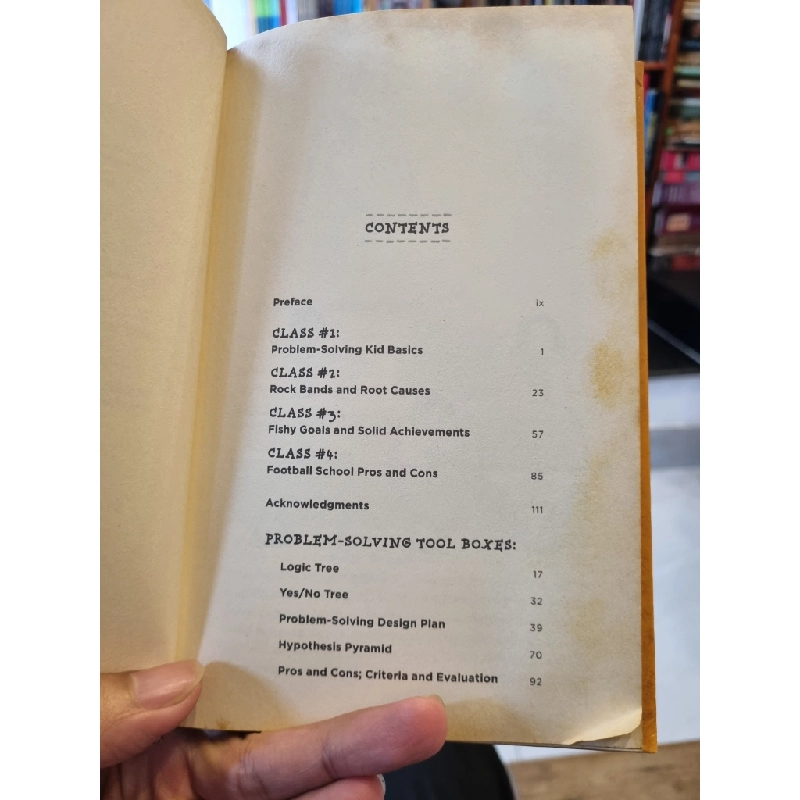 CONTENTS
Preface ix
CLASS #1:
Problem-Solving Kid Basics 1
CLASS #2:
Rock Bands and Root Causes 23
CLASS #3:
Fishy Goals and Solid Achievements 57
CLASS #4:
Football School Pros and Cons 85
Acknowledgments 111
PROBLEM-SOLVING TOOL BOXES:
Logic Tree 17
Yes/No Tree 32
Problem-Solving Design Plan 39
Hypothesis Pyramid 70
Pros and Cons; Criteria and Evaluation 92